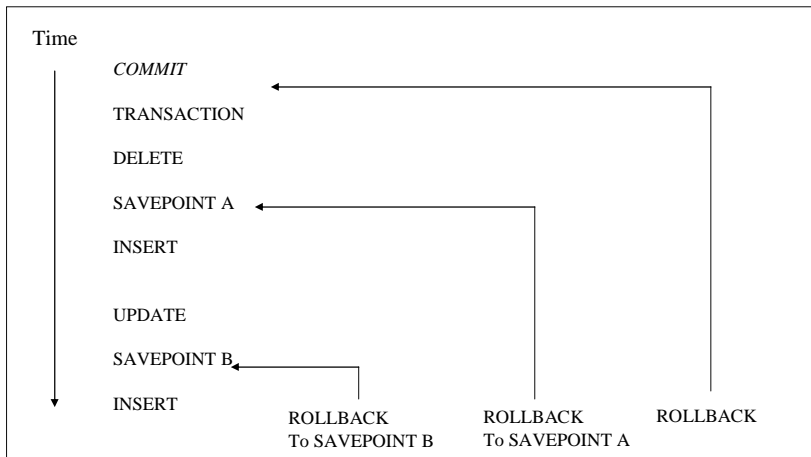 Time
COMMIT
TRANSACTION
DELETE
SAVEPOINT A
INSERT
UPDATE
SAVEPOINT B
INSERT
ROLLBACK
To SAVEPOINT B
ROLLBACK
To SAVEPOINT A
ROLLBACK